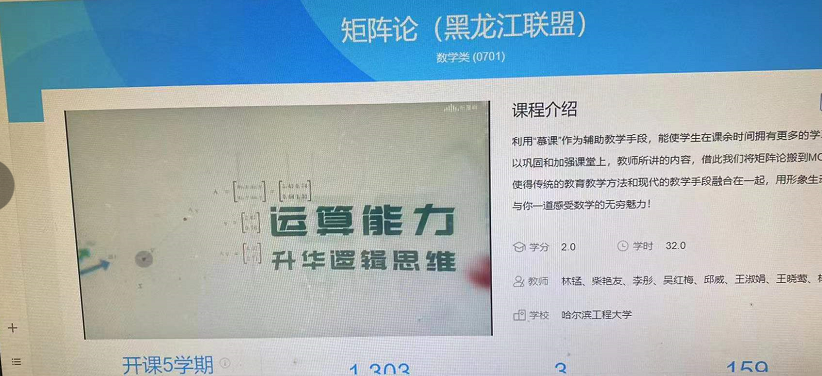 矩阵论（黑龙江联盟）
数学类 (0701)
课程介绍
利用“慕课”作为辅助教学手段，能使学生在课余时间拥有更多的学
以巩固和加强课堂上，教师所讲的内容，借此我们将矩阵论搬到MO
使得传统的教育教学方法和现代的教学手段融合在一起，用形象生
与你一道感受数学的无穷魅力！
运算能力
升华逻辑思维
学分 2.0 学时 32.0
教师 林锰、柴艳友、李彤、吴红梅、邱威、王淑娟、王晓莺、
学校 哈尔滨工程大学
开课5学期 1,303 3 159